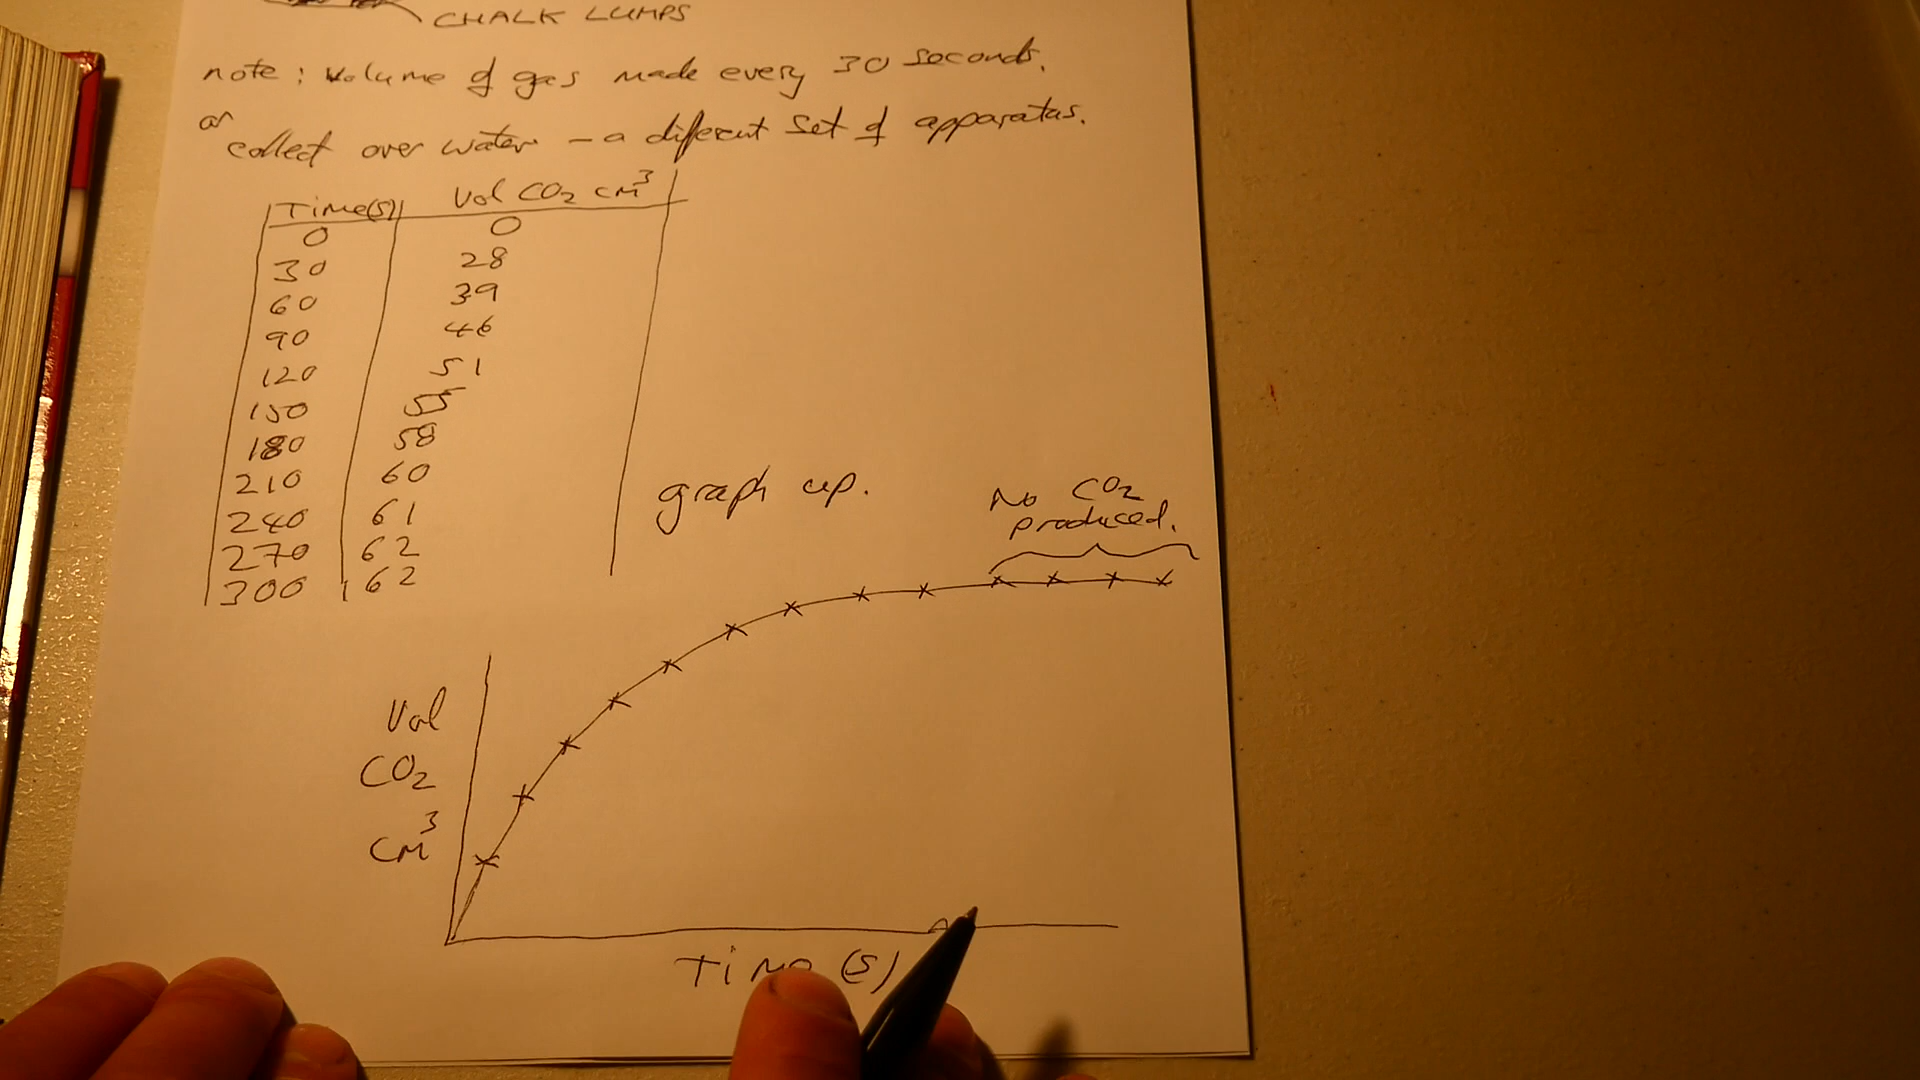 CHALK LUMPS
note: volume of gas made every 30 seconds.
or
collect over water - a different set of apparatus.
Time(s) Vol CO2 cm3
0 0
30 28
60 39
90 46
120 51
150 55
180 58
210 60
240 61
270 62
300 62
graph up.
No CO2
produced.
Vol
CO2
cm3
Time (s)